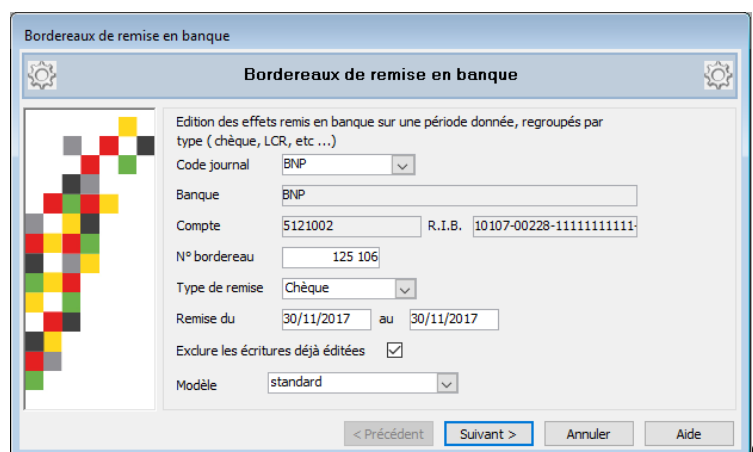 Bordereaux de remise en banque
Bordereaux de remise en banque
Edition des effets remis en banque sur une période donnée, regroupés par
type ( chèque, LCR, etc ...)
Code journal BNP
Banque BNP
Compte 5121002 R.I.B. 10107-00228-11111111111-
N° bordereau 125 106
Type de remise Chèque
Remise du 30/11/2017 au 30/11/2017
Exclure les écritures déjà éditées
Modèle standard
< Précédent Suivant > Annuler Aide